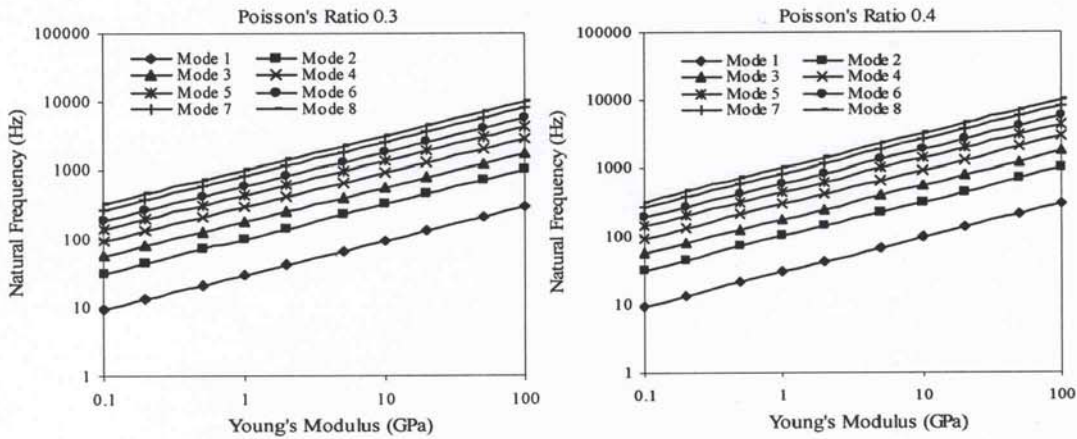 Poisson's Ratio 0.3
Natural Frequency (Hz)
100000
10000
1000
100
10
1
Mode 1 Mode 2
Mode 3 Mode 4
Mode 5 Mode 6
Mode 7 Mode 8
0.1 1 10 100
Young's Modulus (GPa)
Poisson's Ratio 0.4
Natural Frequency (Hz)
100000
10000
1000
100
10
1
Mode 1 Mode 2
Mode 3 Mode 4
Mode 5 Mode 6
Mode 7 Mode 8
0.1 1 10 100
Young's Modulus (GPa)